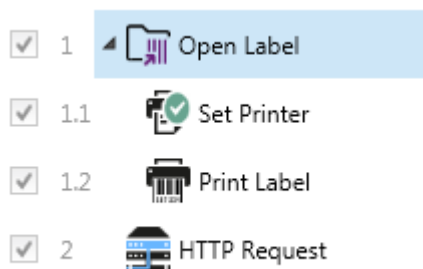 1 Open Label
1.1 Set Printer
1.2 Print Label
2 HTTP Request